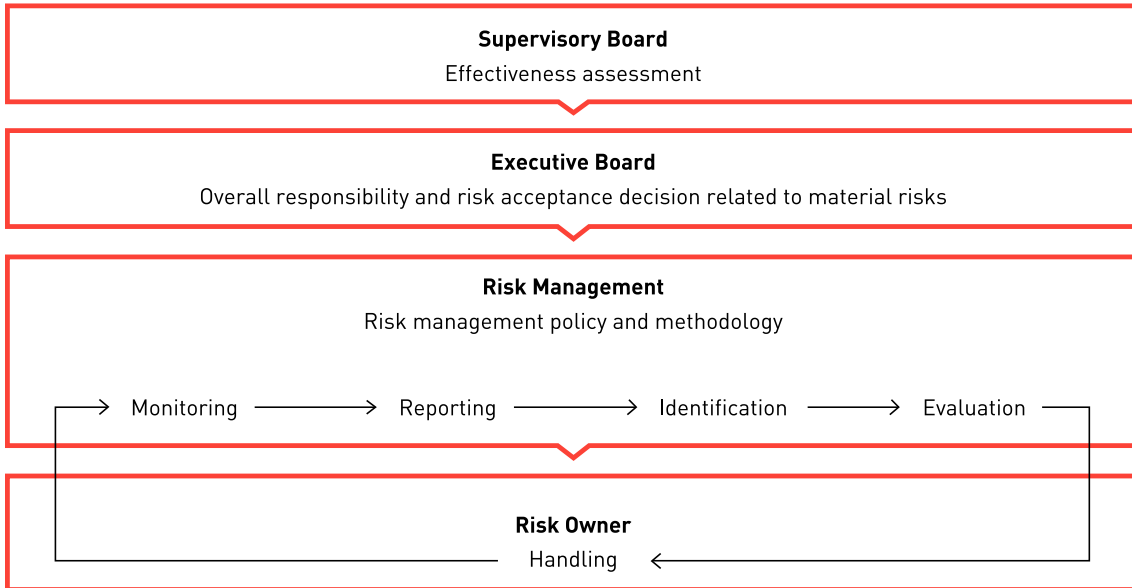 Supervisory Board
Effectiveness assessment
Executive Board
Overall responsibility and risk acceptance decision related to material risks
Risk Management
Risk management policy and methodology
Monitoring Reporting Identification Evaluation
Risk Owner
Handling